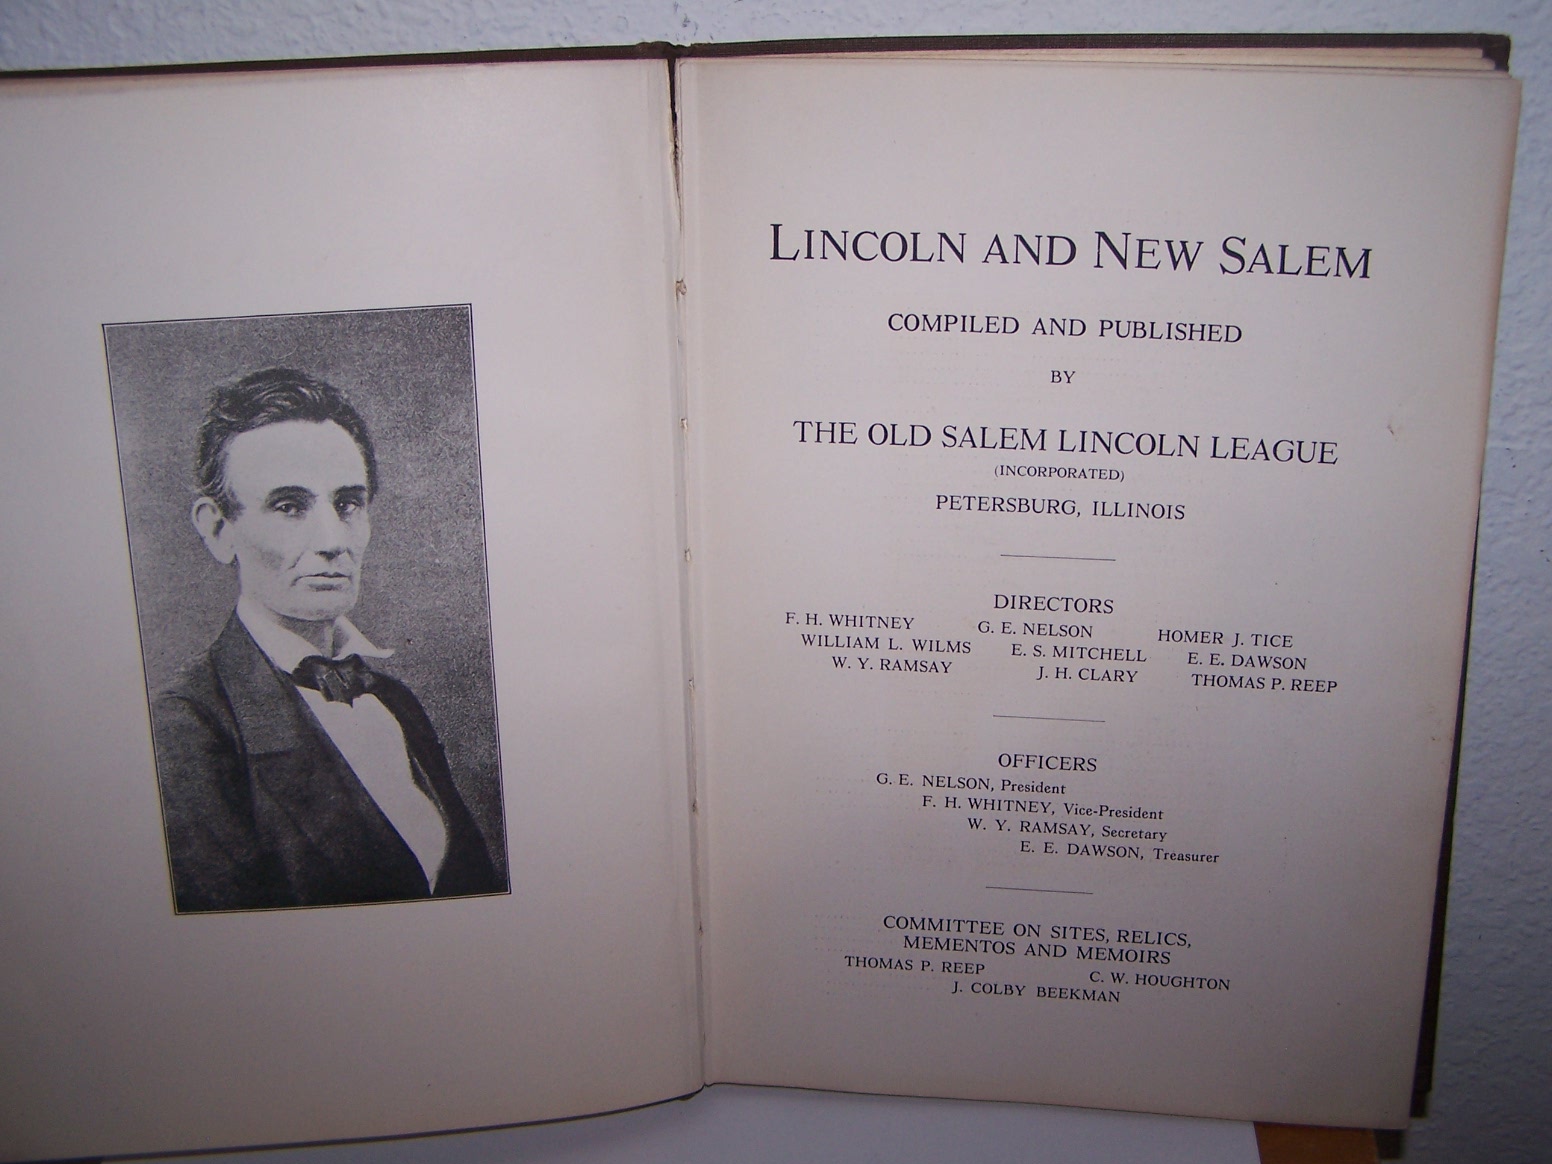 LINCOLN AND NEW SALEM
COMPILED AND PUBLISHED
BY
THE OLD SALEM LINCOLN LEAGUE
(INCORPORATED)
PETERSBURG, ILLINOIS
DIRECTORS
F. H. WHITNEY G. E. NELSON HOMER J. TICE
WILLIAM L. WILMS E. S. MITCHELL E. E. DAWSON
W. Y. RAMSAY J. H. CLARY THOMAS P. REEP
OFFICERS
G. E. NELSON, President
F. H. WHITNEY, Vice-President
W. Y. RAMSAY, Secretary
E. E. DAWSON, Treasurer
COMMITTEE ON SITES, RELICS,
MEMENTOS AND MEMOIRS
THOMAS P. REEP C. W. HOUGHTON
J. COLBY BEEKMAN